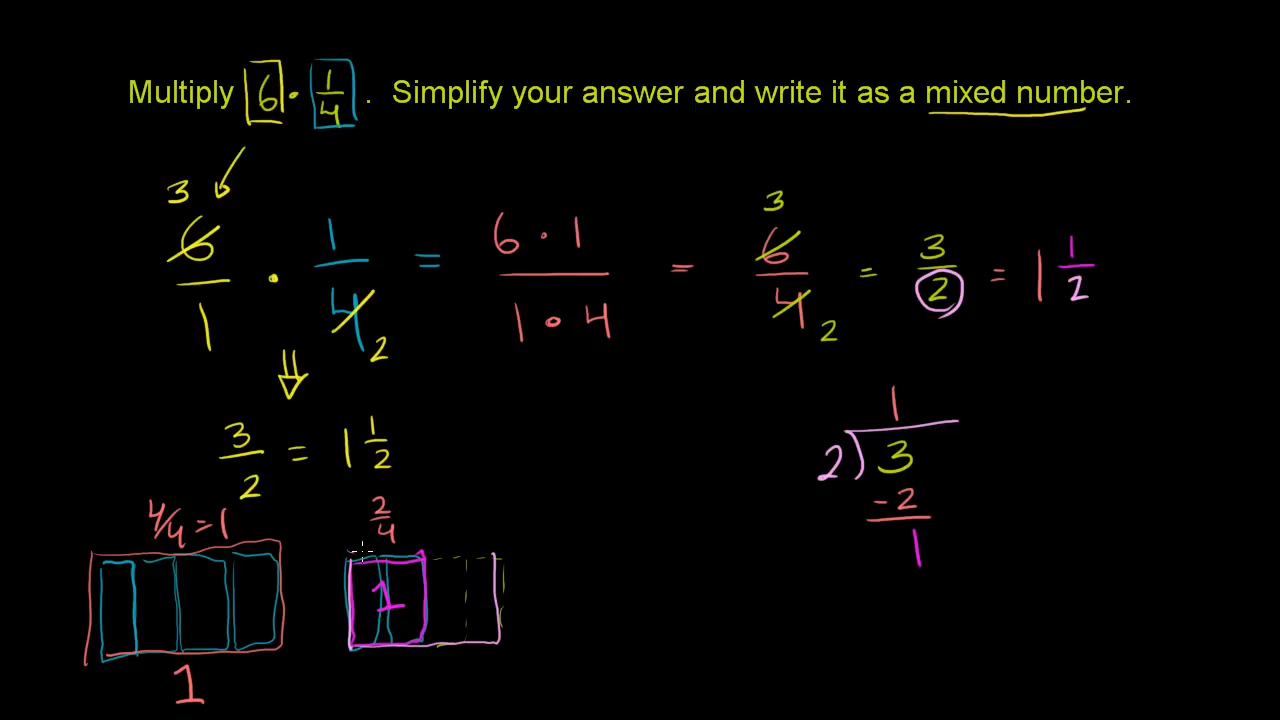 Multiply 6 · 1/4 . Simplify your answer and write it as a mixed number.
3
6/1 · 1/4 = 6 · 1 / 1 · 4 = 6/4 = 3/2 = 1 1/2
2
3
2
3/2 = 1 1/2
1
2 ) 3
-2
1
4/4 = 1
2/4
1
1